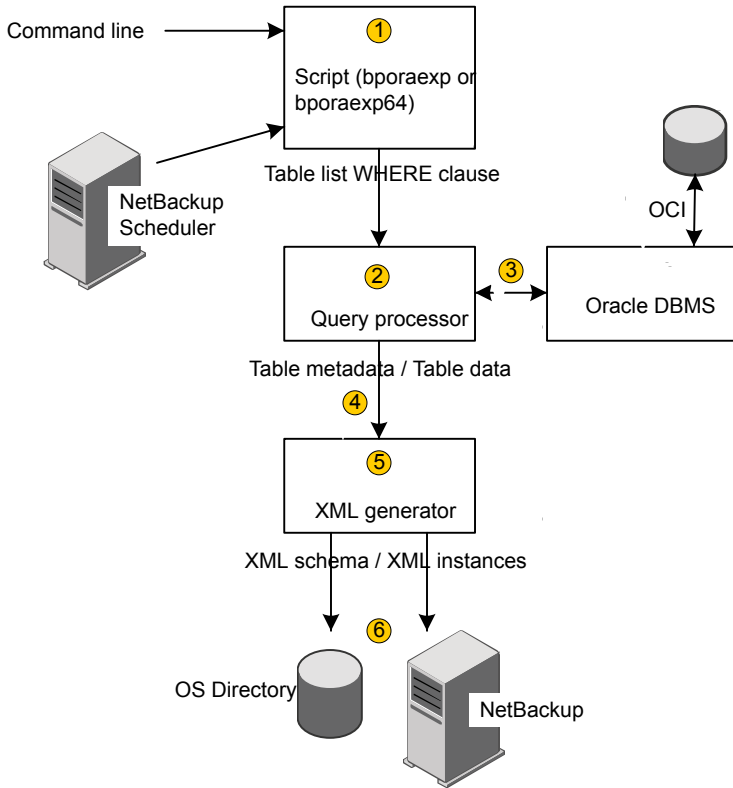 Command line
1
Script (bporaexp or
bporaexp64)
NetBackup
Scheduler
Table list WHERE clause
OCI
2
Query processor
3
Oracle DBMS
Table metadata / Table data
4
5
XML generator
XML schema / XML instances
6
OS Directory
NetBackup